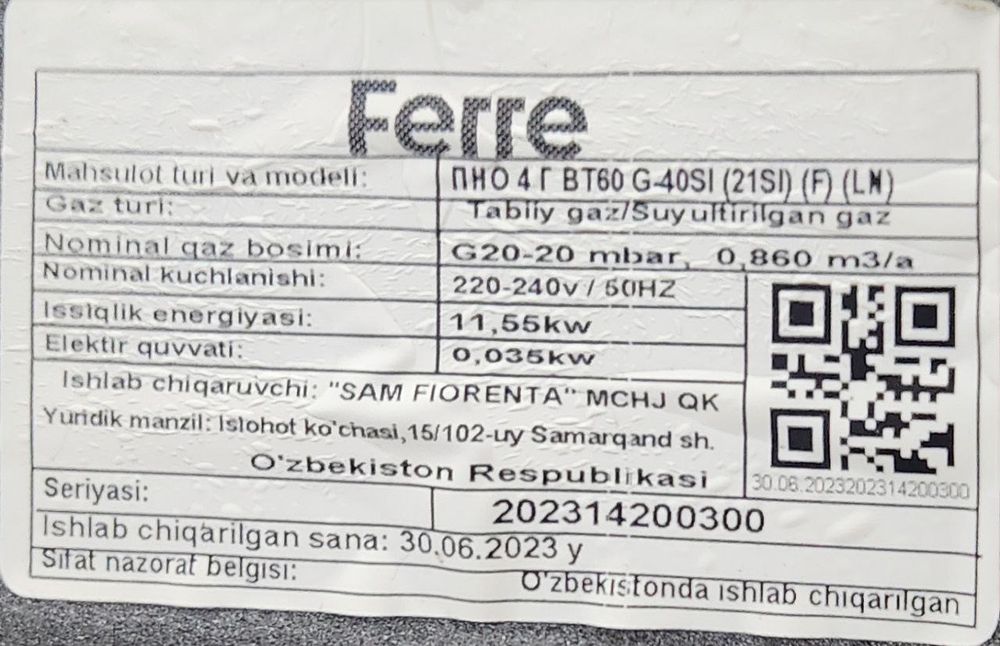 Ferre
Mahsulot turi va modeli: ПНО 4 Г BT60 G-40SI (21SI) (F) (LN)
Gaz turi: Tabiiy gaz/Suyultirilgan gaz
Nominal qaz bosimi: G20-20 mbar, 0,860 m3/a
Nominal kuchlanishi: 220-240v / 50HZ
Issiqlik energiyasi: 11,55kw
Elektir quvvati: 0,035kw
Ishlab chiqaruvchi: "SAM FIORENTA" MCHJ QK
Yuridik manzil: Islohot ko'chasi,15/102-uy Samarqand sh.
O'zbekiston Respublikasi
30.06.2023202314200300
Seriyasi: 202314200300
Ishlab chiqarilgan sana: 30.06.2023 y
Sifat nazorat belgisi: O'zbekistonda ishlab chiqarilgan